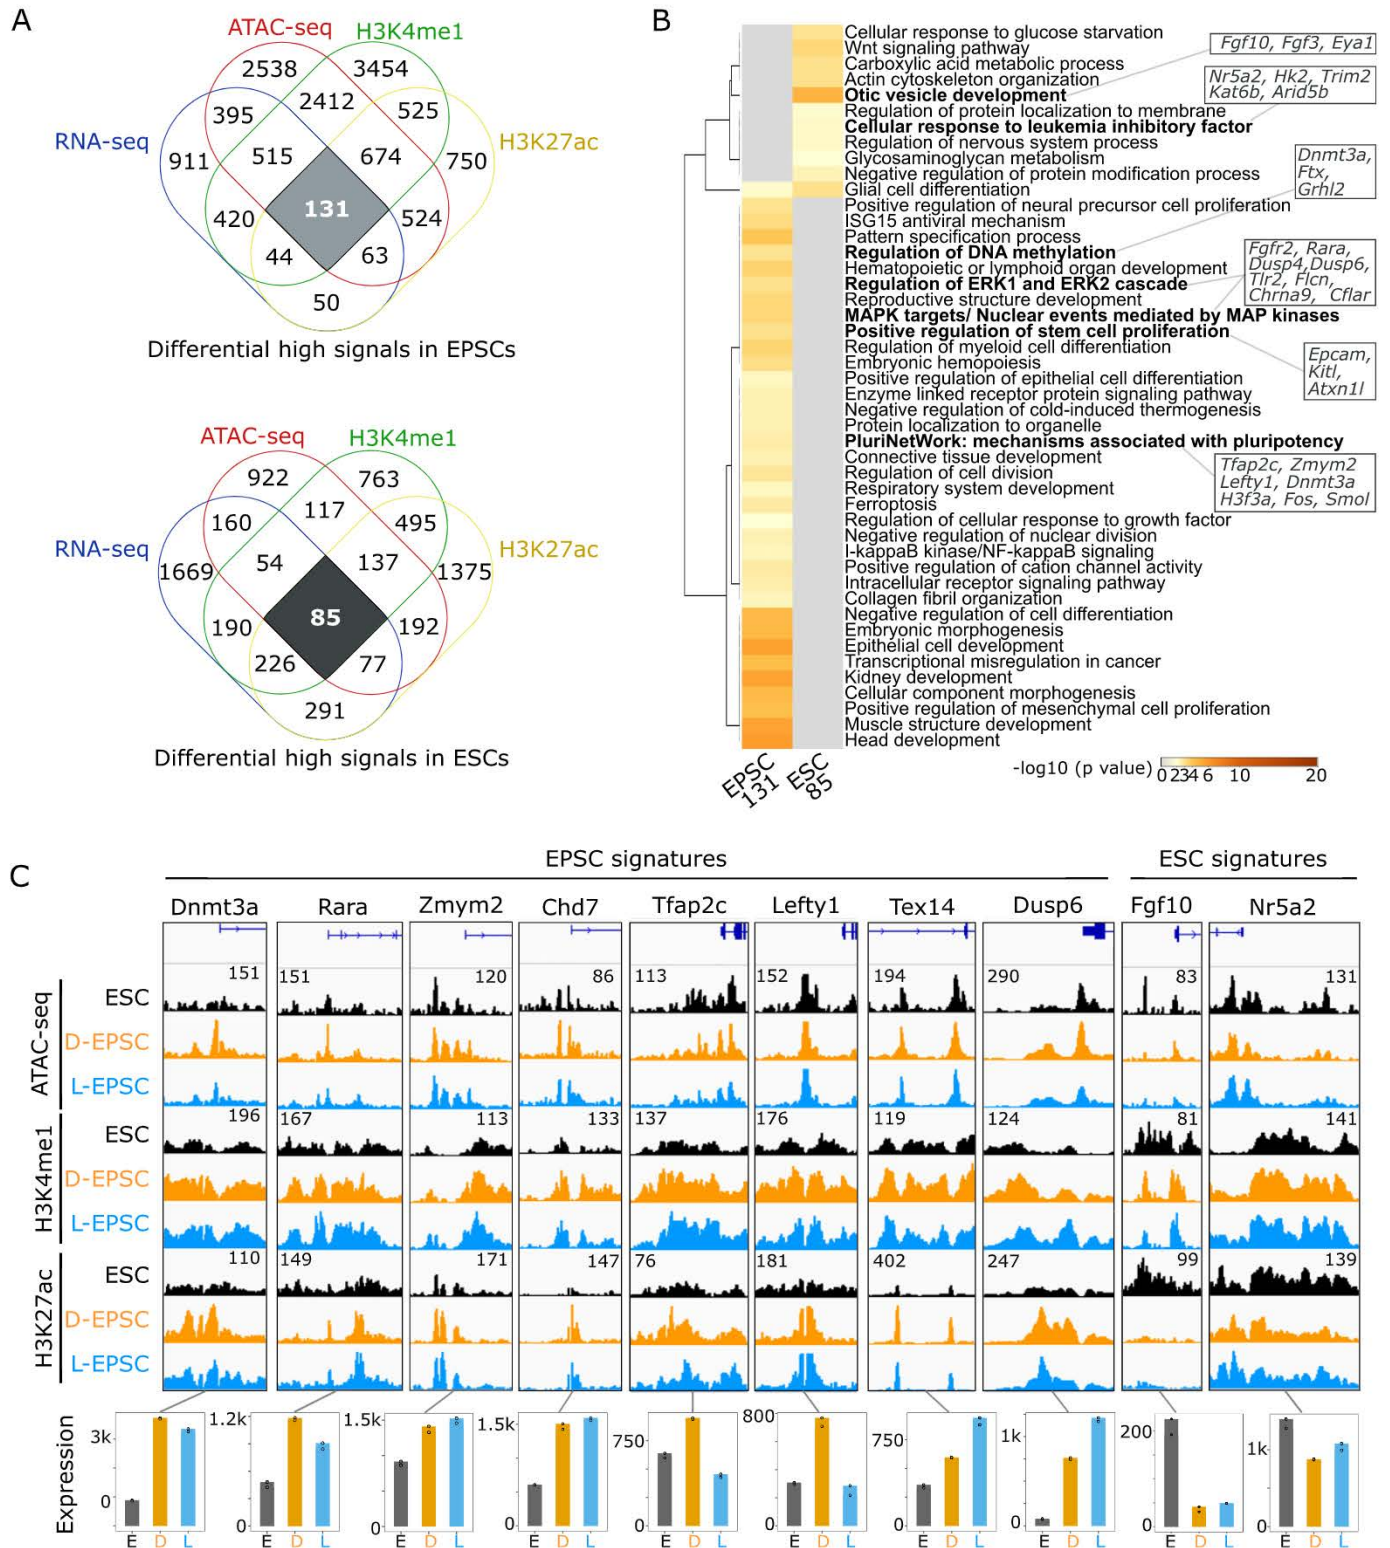 A
ATAC-seq
H3K4me1
2538
3454
395
2412
525
RNA-seq
H3K27ac
911
515
674
750
131
420
524
44
63
50
Differential high signals in EPSCs
ATAC-seq
H3K4me1
922
763
160
117
495
RNA-seq
H3K27ac
1669
54
137
1375
85
190
192
226
77
291
Differential high signals in ESCs
B
Cellular response to glucose starvation
Wnt signaling pathway
Carboxylic acid metabolic process
Actin cytoskeleton organization
Otic vesicle development
Regulation of protein localization to membrane
Cellular response to leukemia inhibitory factor
Regulation of nervous system process
Glycosaminoglycan metabolism
Negative regulation of protein modification process
Glial cell differentiation
Positive regulation of neural precursor cell proliferation
ISG15 antiviral mechanism
Pattern specification process
Regulation of DNA methylation
Hematopoietic or lymphoid organ development
Regulation of ERK1 and ERK2 cascade
Reproductive structure development
MAPK targets/ Nuclear events mediated by MAP kinases
Positive regulation of stem cell proliferation
Regulation of myeloid cell differentiation
Embryonic hemopoiesis
Positive regulation of epithelial cell differentiation
Enzyme linked receptor protein signaling pathway
Negative regulation of cold-induced thermogenesis
Protein localization to organelle
PluriNetWork: mechanisms associated with pluripotency
Connective tissue development
Regulation of cell division
Respiratory system development
Ferroptosis
Regulation of cellular response to growth factor
Negative regulation of nuclear division
I-kappaB kinase/NF-kappaB signaling
Positive regulation of cation channel activity
Intracellular receptor signaling pathway
Collagen fibril organization
Negative regulation of cell differentiation
Embryonic morphogenesis
Epithelial cell development
Transcriptional misregulation in cancer
Kidney development
Cellular component morphogenesis
Positive regulation of mesenchymal cell proliferation
Muscle structure development
Head development
Fgf10, Fgf3, Eya1
Nr5a2, Hk2, Trim2
Kat6b, Arid5b
Dnmt3a,
Ftx,
Grhl2
Fgfr2, Rara,
Dusp4,Dusp6,
Tlr2, Flcn,
Chrna9, Cflar
Epcam,
Kitl,
Atxn1l
Tfap2c, Zmym2
Lefty1, Dnmt3a
H3f3a, Fos, Smol
EPSC
131
ESC
85
-log10 (p value)
0 2 3 4 6 10 20
C
EPSC signatures
ESC signatures
Dnmt3a Rara Zmym2 Chd7 Tfap2c Lefty1 Tex14 Dusp6 Fgf10 Nr5a2
ATAC-seq
151 151 120 86 113 152 194 290 83 131
ESC
D-EPSC
L-EPSC
H3K4me1
196 167 113 133 137 176 119 124 81 141
ESC
D-EPSC
L-EPSC
H3K27ac
110 149 171 147 76 181 402 247 99 139
ESC
D-EPSC
L-EPSC
Expression
3k
0
E D L
1.2k
0
E D L
1.5k
0
E D L
1.5k
0
E D L
750
0
E D L
800
0
E D L
750
0
E D L
1k
0
E D L
200
0
E D L
1k
0
E D L